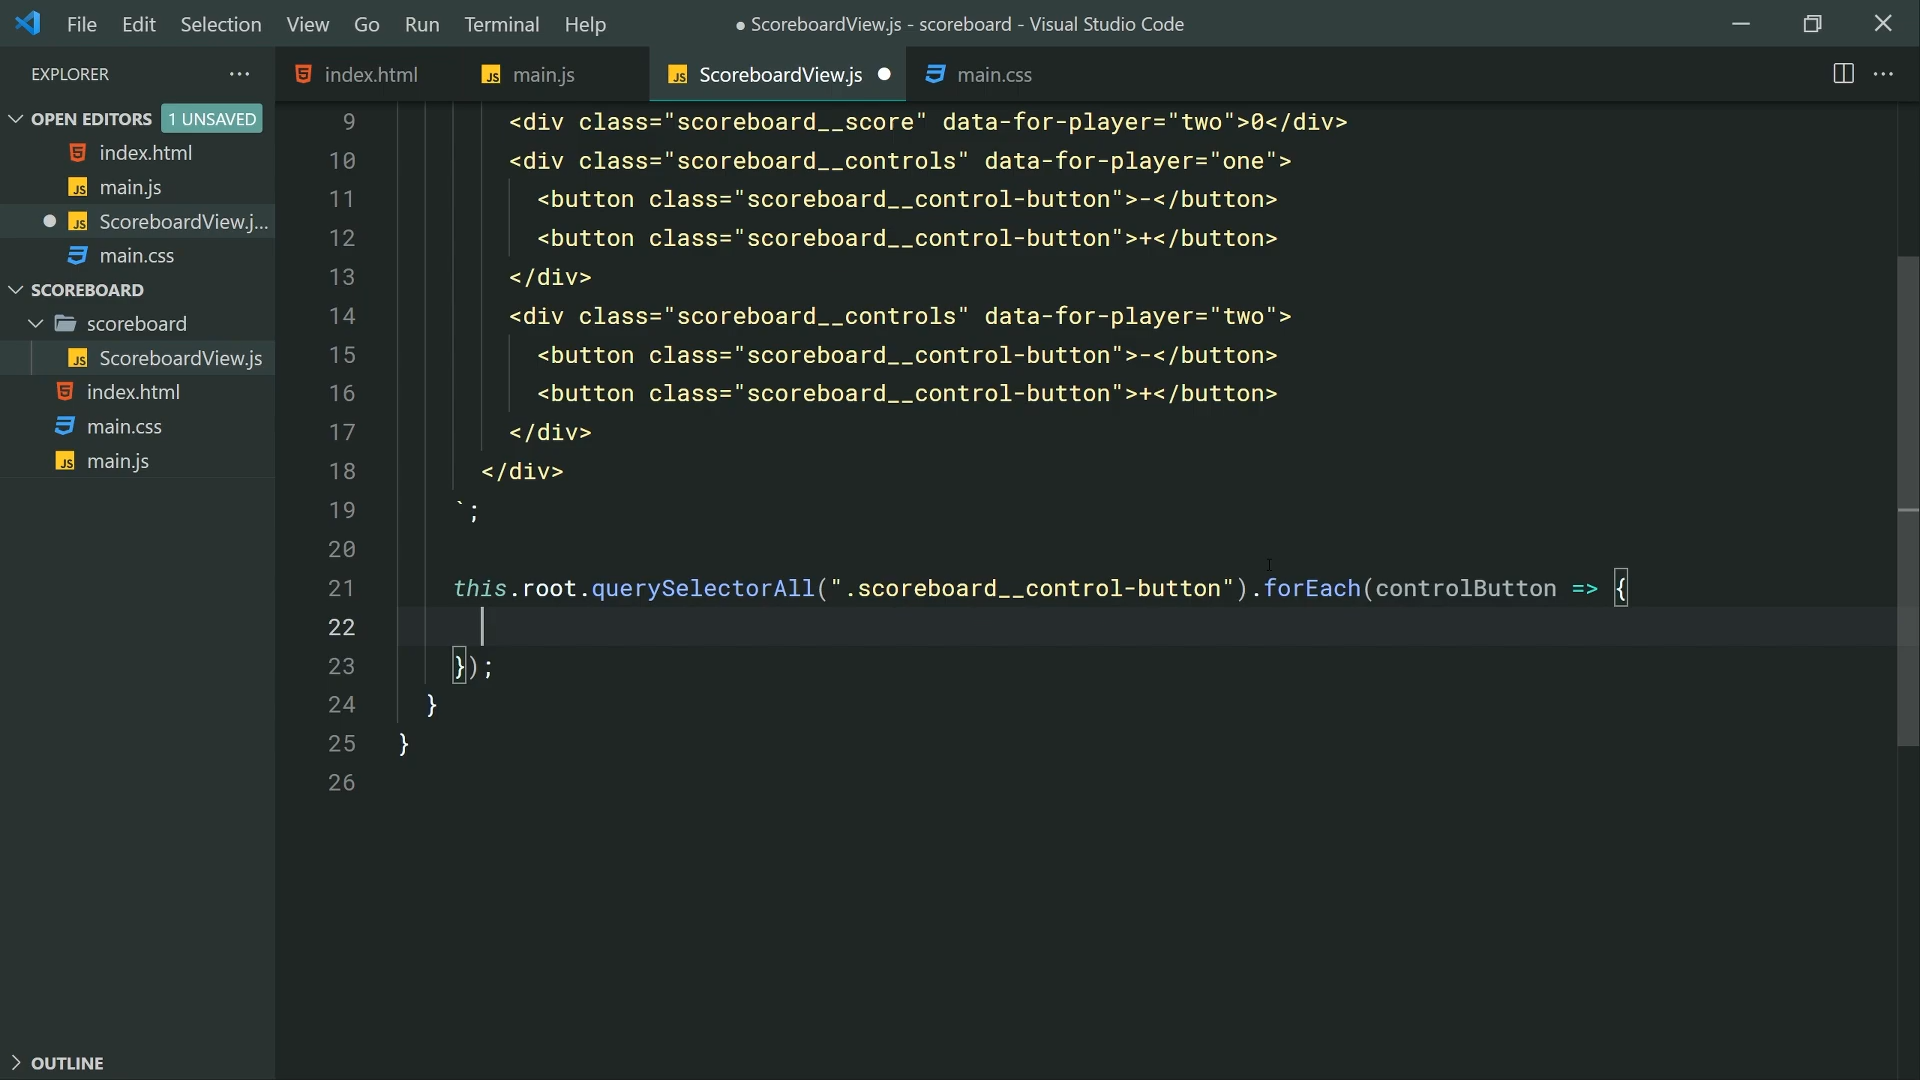 File Edit Selection View Go Run Terminal Help
● ScoreboardView.js - scoreboard - Visual Studio Code
EXPLORER ···
OPEN EDITORS 1 UNSAVED
index.html
main.js
ScoreboardView.j...
main.css
SCOREBOARD
scoreboard
ScoreboardView.js
index.html
main.css
main.js
OUTLINE
index.html
JS main.js
JS ScoreboardView.js ●
main.css
9 <div class="scoreboard__score" data-for-player="two">0</div>
10 <div class="scoreboard__controls" data-for-player="one">
11 <button class="scoreboard__control-button">-</button>
12 <button class="scoreboard__control-button">+</button>
13 </div>
14 <div class="scoreboard__controls" data-for-player="two">
15 <button class="scoreboard__control-button">-</button>
16 <button class="scoreboard__control-button">+</button>
17 </div>
18 </div>
19 `;
20
21 this.root.querySelectorAll(".scoreboard__control-button").forEach(controlButton => {
22
23 });
24 }
25 }
26